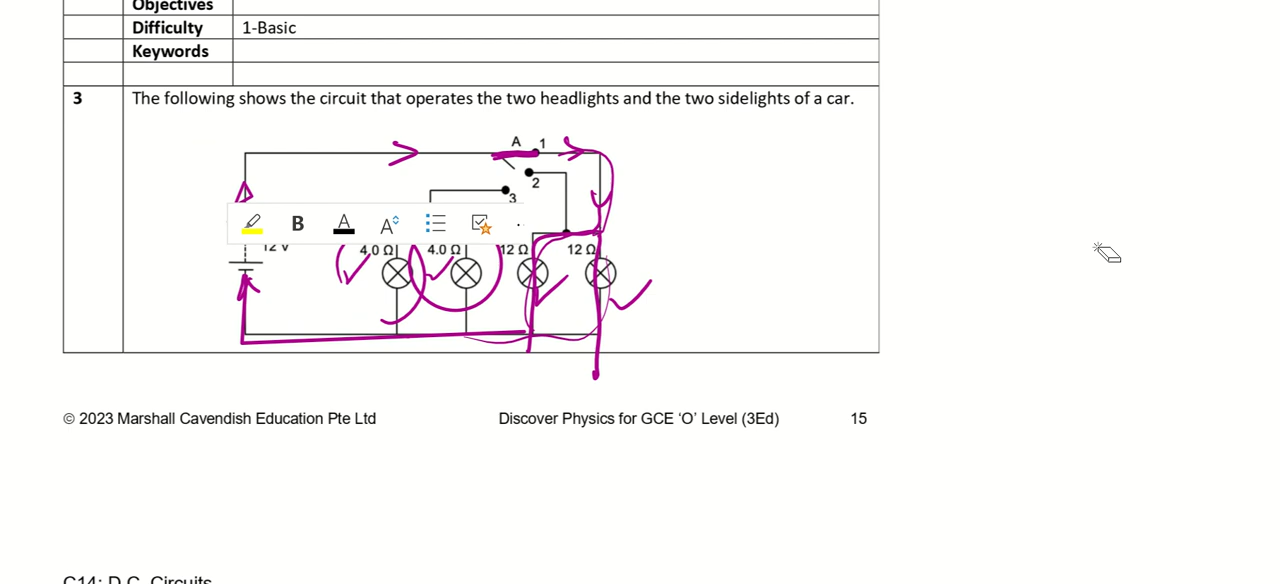 Objectives
Difficulty 1-Basic
Keywords
3 The following shows the circuit that operates the two headlights and the two sidelights of a car.
A 1
2
3
B A A
12 V 4.0 Ω 4.0 Ω 12 Ω 12 Ω
© 2023 Marshall Cavendish Education Pte Ltd Discover Physics for GCE ‘O’ Level (3Ed) 15
C14: D.C. Circuits